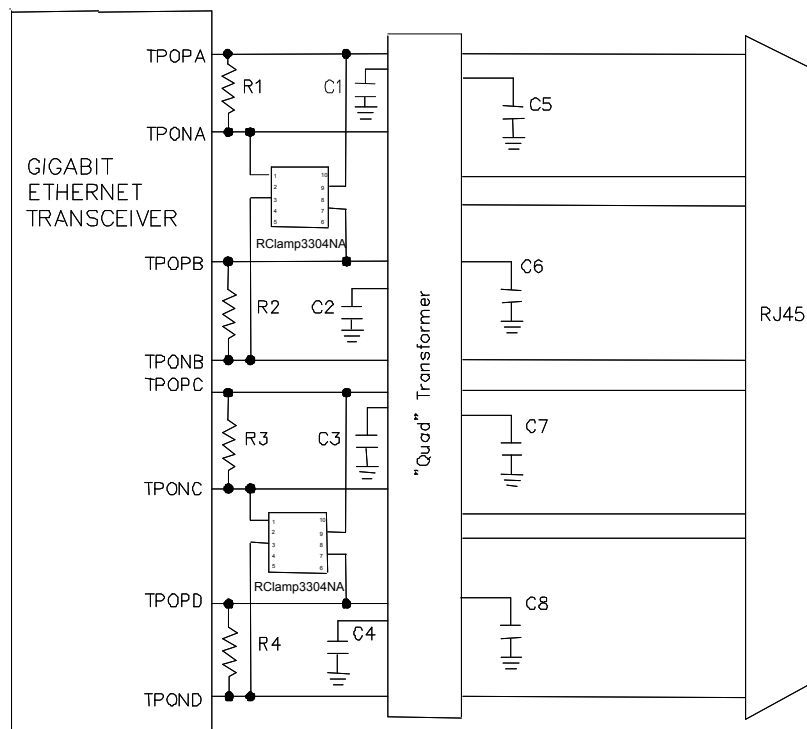 TPOPA
R1
C1
C5
TPONA
GIGABIT
ETHERNET
TRANSCEIVER
1 10
2 9
3 8
4 7
5 6
RClamp3304NA
TPOPB
C6
R2
C2
RJ45
TPONB
TPOPC
"Quad" Transformer
R3
C3
C7
TPONC
1 10
2 9
3 8
4 7
5 6
RClamp3304NA
TPOPD
C8
R4
C4
TPOND